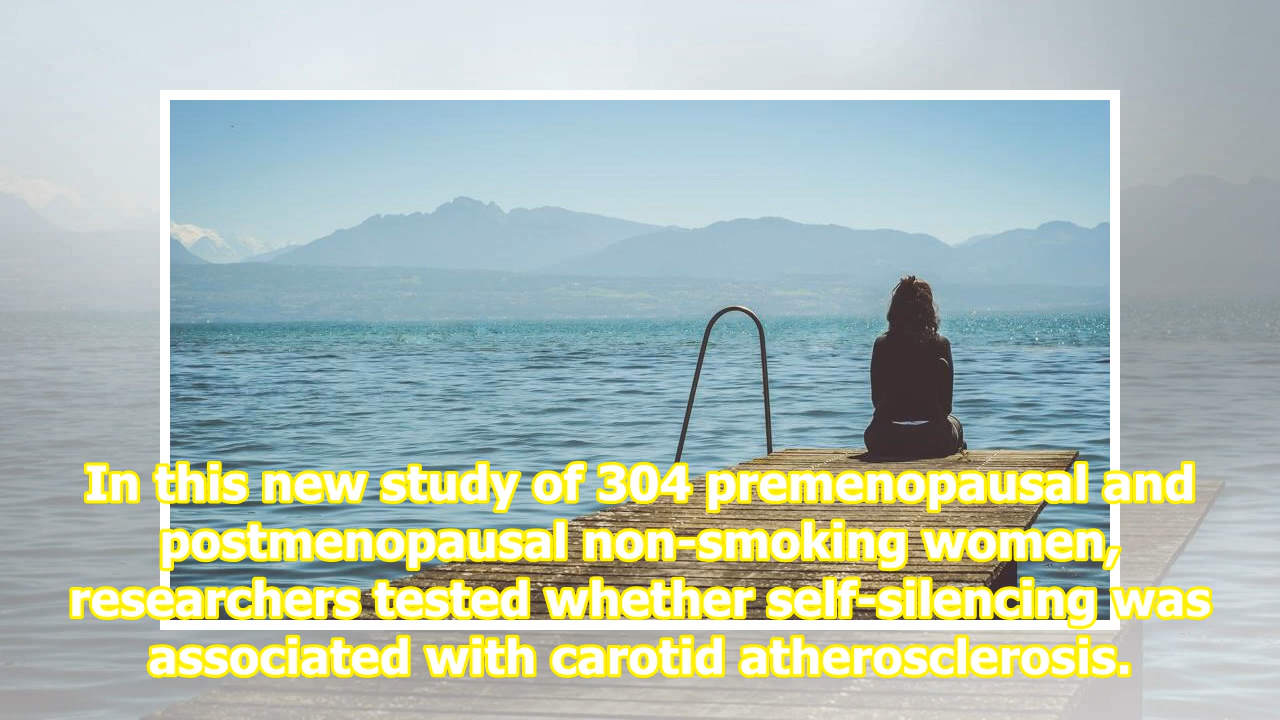 In this new study of 304 premenopausal and
postmenopausal non-smoking women,
researchers tested whether self-silencing was
associated with carotid atherosclerosis.